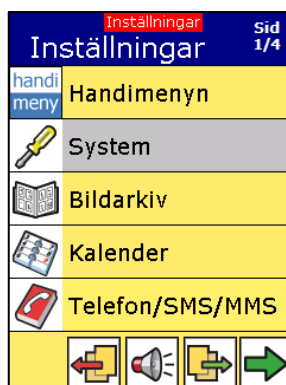 Inställningar
Inställningar
Sid
1/4
handi
meny
Handimenyn
System
Bildarkiv
Kalender
Telefon/SMS/MMS